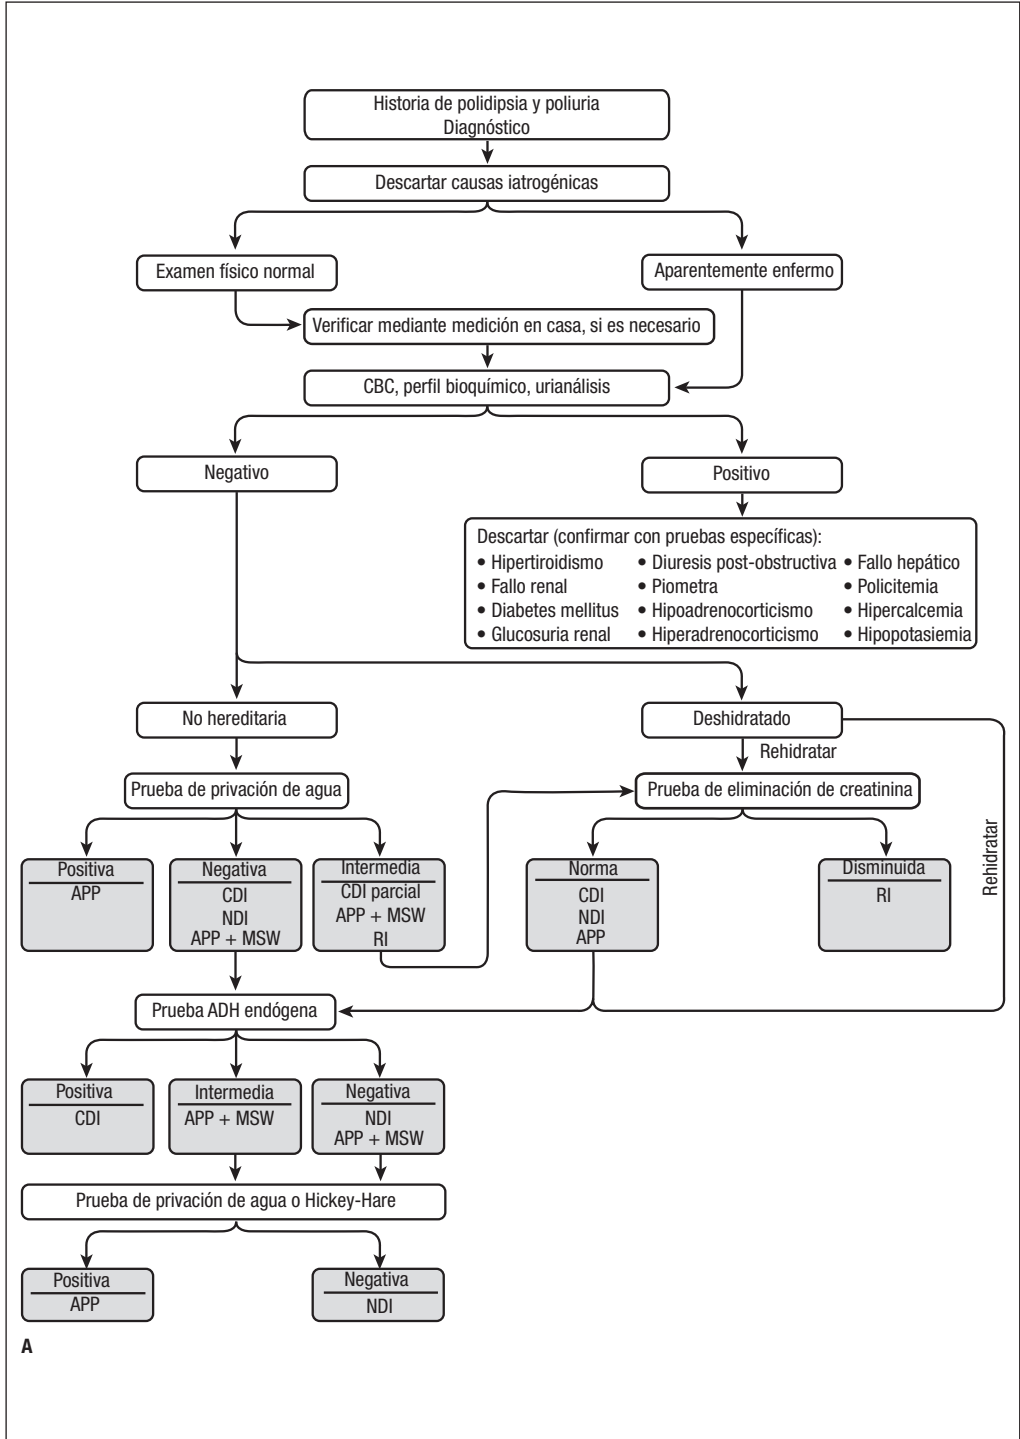 Historia de polidipsia y poliuria
Diagnóstico
Descartar causas iatrogénicas
Examen físico normal
Aparentemente enfermo
Verificar mediante medición en casa, si es necesario
CBC, perfil bioquímico, urianálisis
Negativo
Positivo
Descartar (confirmar con pruebas específicas):
• Hipertiroidismo
• Fallo renal
• Diabetes mellitus
• Glucosuria renal
• Diuresis post-obstructiva
• Piometra
• Hipoadrenocorticismo
• Hiperadrenocorticismo
• Fallo hepático
• Policitemia
• Hipercalcemia
• Hipopotasiemia
No hereditaria
Deshidratado
Rehidratar
Prueba de privación de agua
Prueba de eliminación de creatinina
Rehidratar
Positiva
APP
Negativa
CDI
NDI
APP + MSW
Intermedia
CDI parcial
APP + MSW
RI
Norma
CDI
NDI
APP
Disminuida
RI
Prueba ADH endógena
Positiva
CDI
Intermedia
APP + MSW
Negativa
NDI
APP + MSW
Prueba de privación de agua o Hickey-Hare
Positiva
APP
Negativa
NDI
A